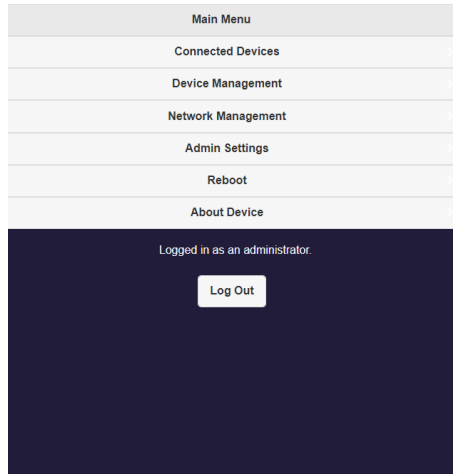 Main Menu
Connected Devices
Device Management
Network Management
Admin Settings
Reboot
About Device
Logged in as an administrator.
Log Out